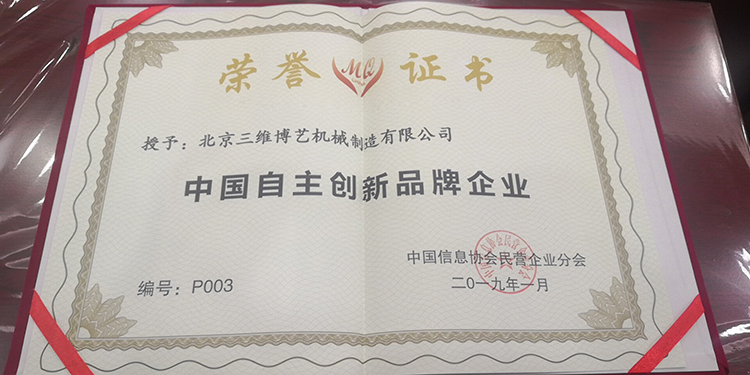 荣誉 MQ 证书
授予：北京三维博艺机械制造有限公司
中国自主创新品牌企业
中国信息协会民营企业分会
编号：P003
二0一九年一月